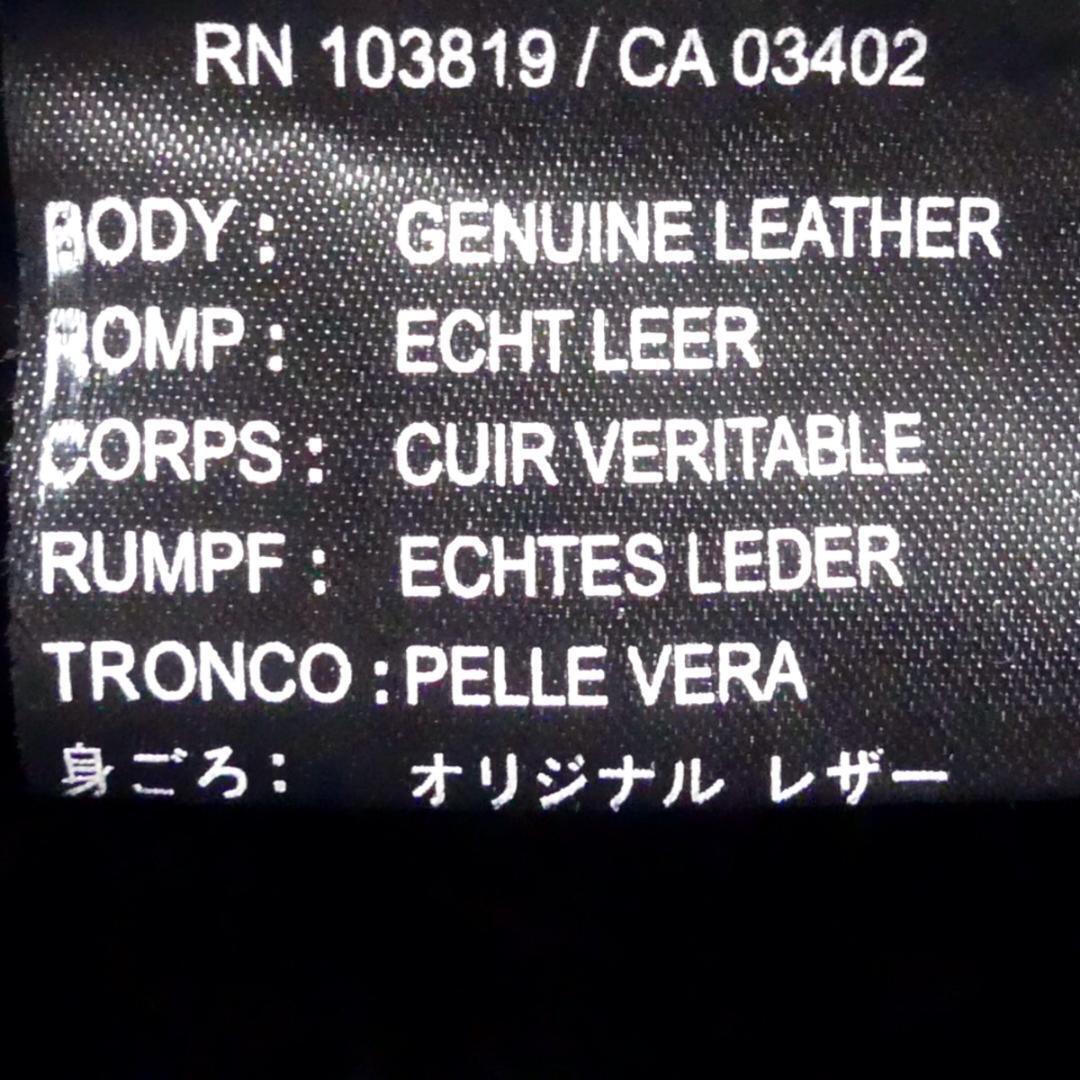 RN 103819 / CA 03402
BODY : GENUINE LEATHER
ROMP : ECHT LEER
CORPS : CUIR VERITABLE
RUMPF : ECHTES LEDER
TRONCO : PELLE VERA
身ごろ : オリジナル レザー